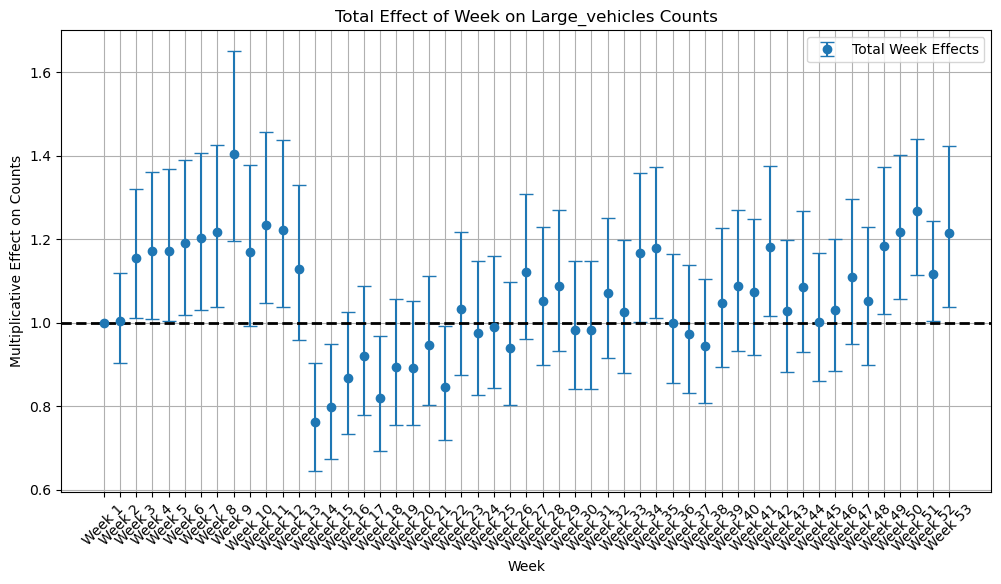 Total Effect of Week on Large_vehicles Counts
Total Week Effects
Multiplicative Effect on Counts
1.6
1.4
1.2
1.0
0.8
0.6
Week 1
Week 2
Week 3
Week 4
Week 5
Week 6
Week 7
Week 8
Week 9
Week 10
Week 11
Week 12
Week 13
Week 14
Week 15
Week 16
Week 17
Week 18
Week 19
Week 20
Week 21
Week 22
Week 23
Week 24
Week 25
Week 26
Week 27
Week 28
Week 29
Week 30
Week 31
Week 32
Week 33
Week 34
Week 35
Week 36
Week 37
Week 38
Week 39
Week 40
Week 41
Week 42
Week 43
Week 44
Week 45
Week 46
Week 47
Week 48
Week 49
Week 50
Week 51
Week 52
Week 53
Week